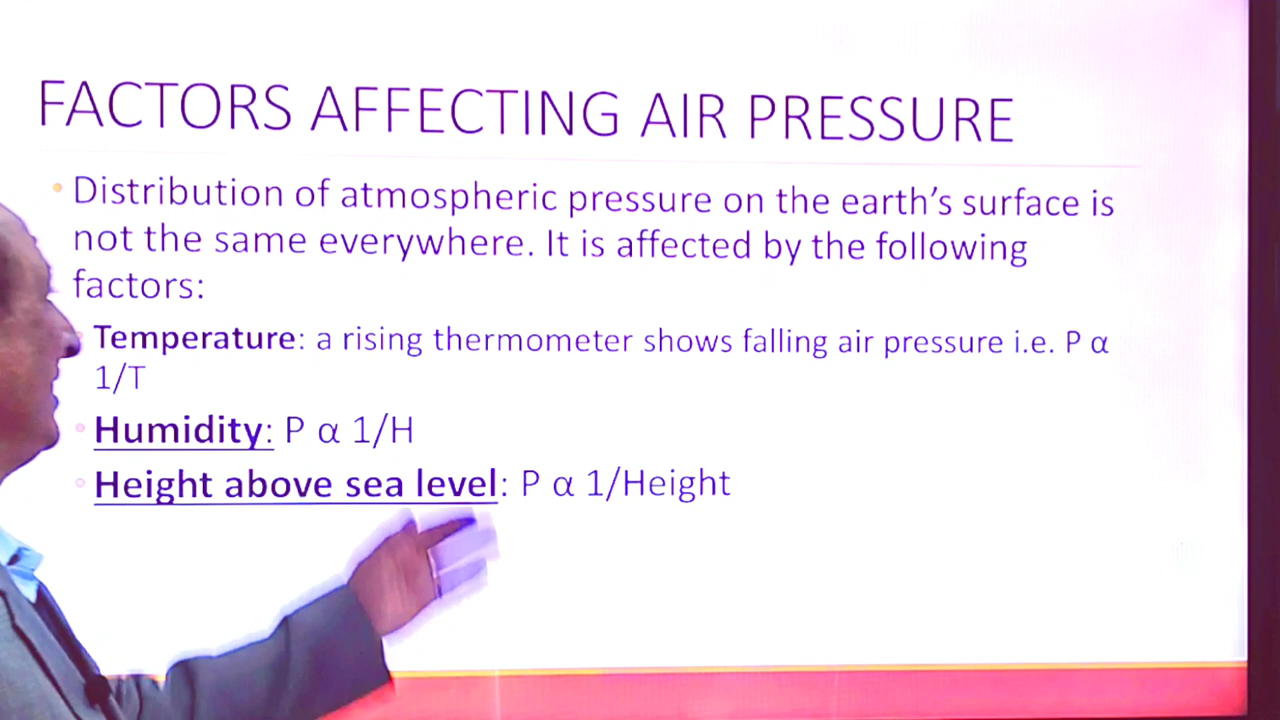 FACTORS AFFECTING AIR PRESSURE
• Distribution of atmospheric pressure on the earth’s surface is
not the same everywhere. It is affected by the following
factors:
Temperature: a rising thermometer shows falling air pressure i.e. P α
1/T
Humidity: P α 1/H
Height above sea level: P α 1/Height